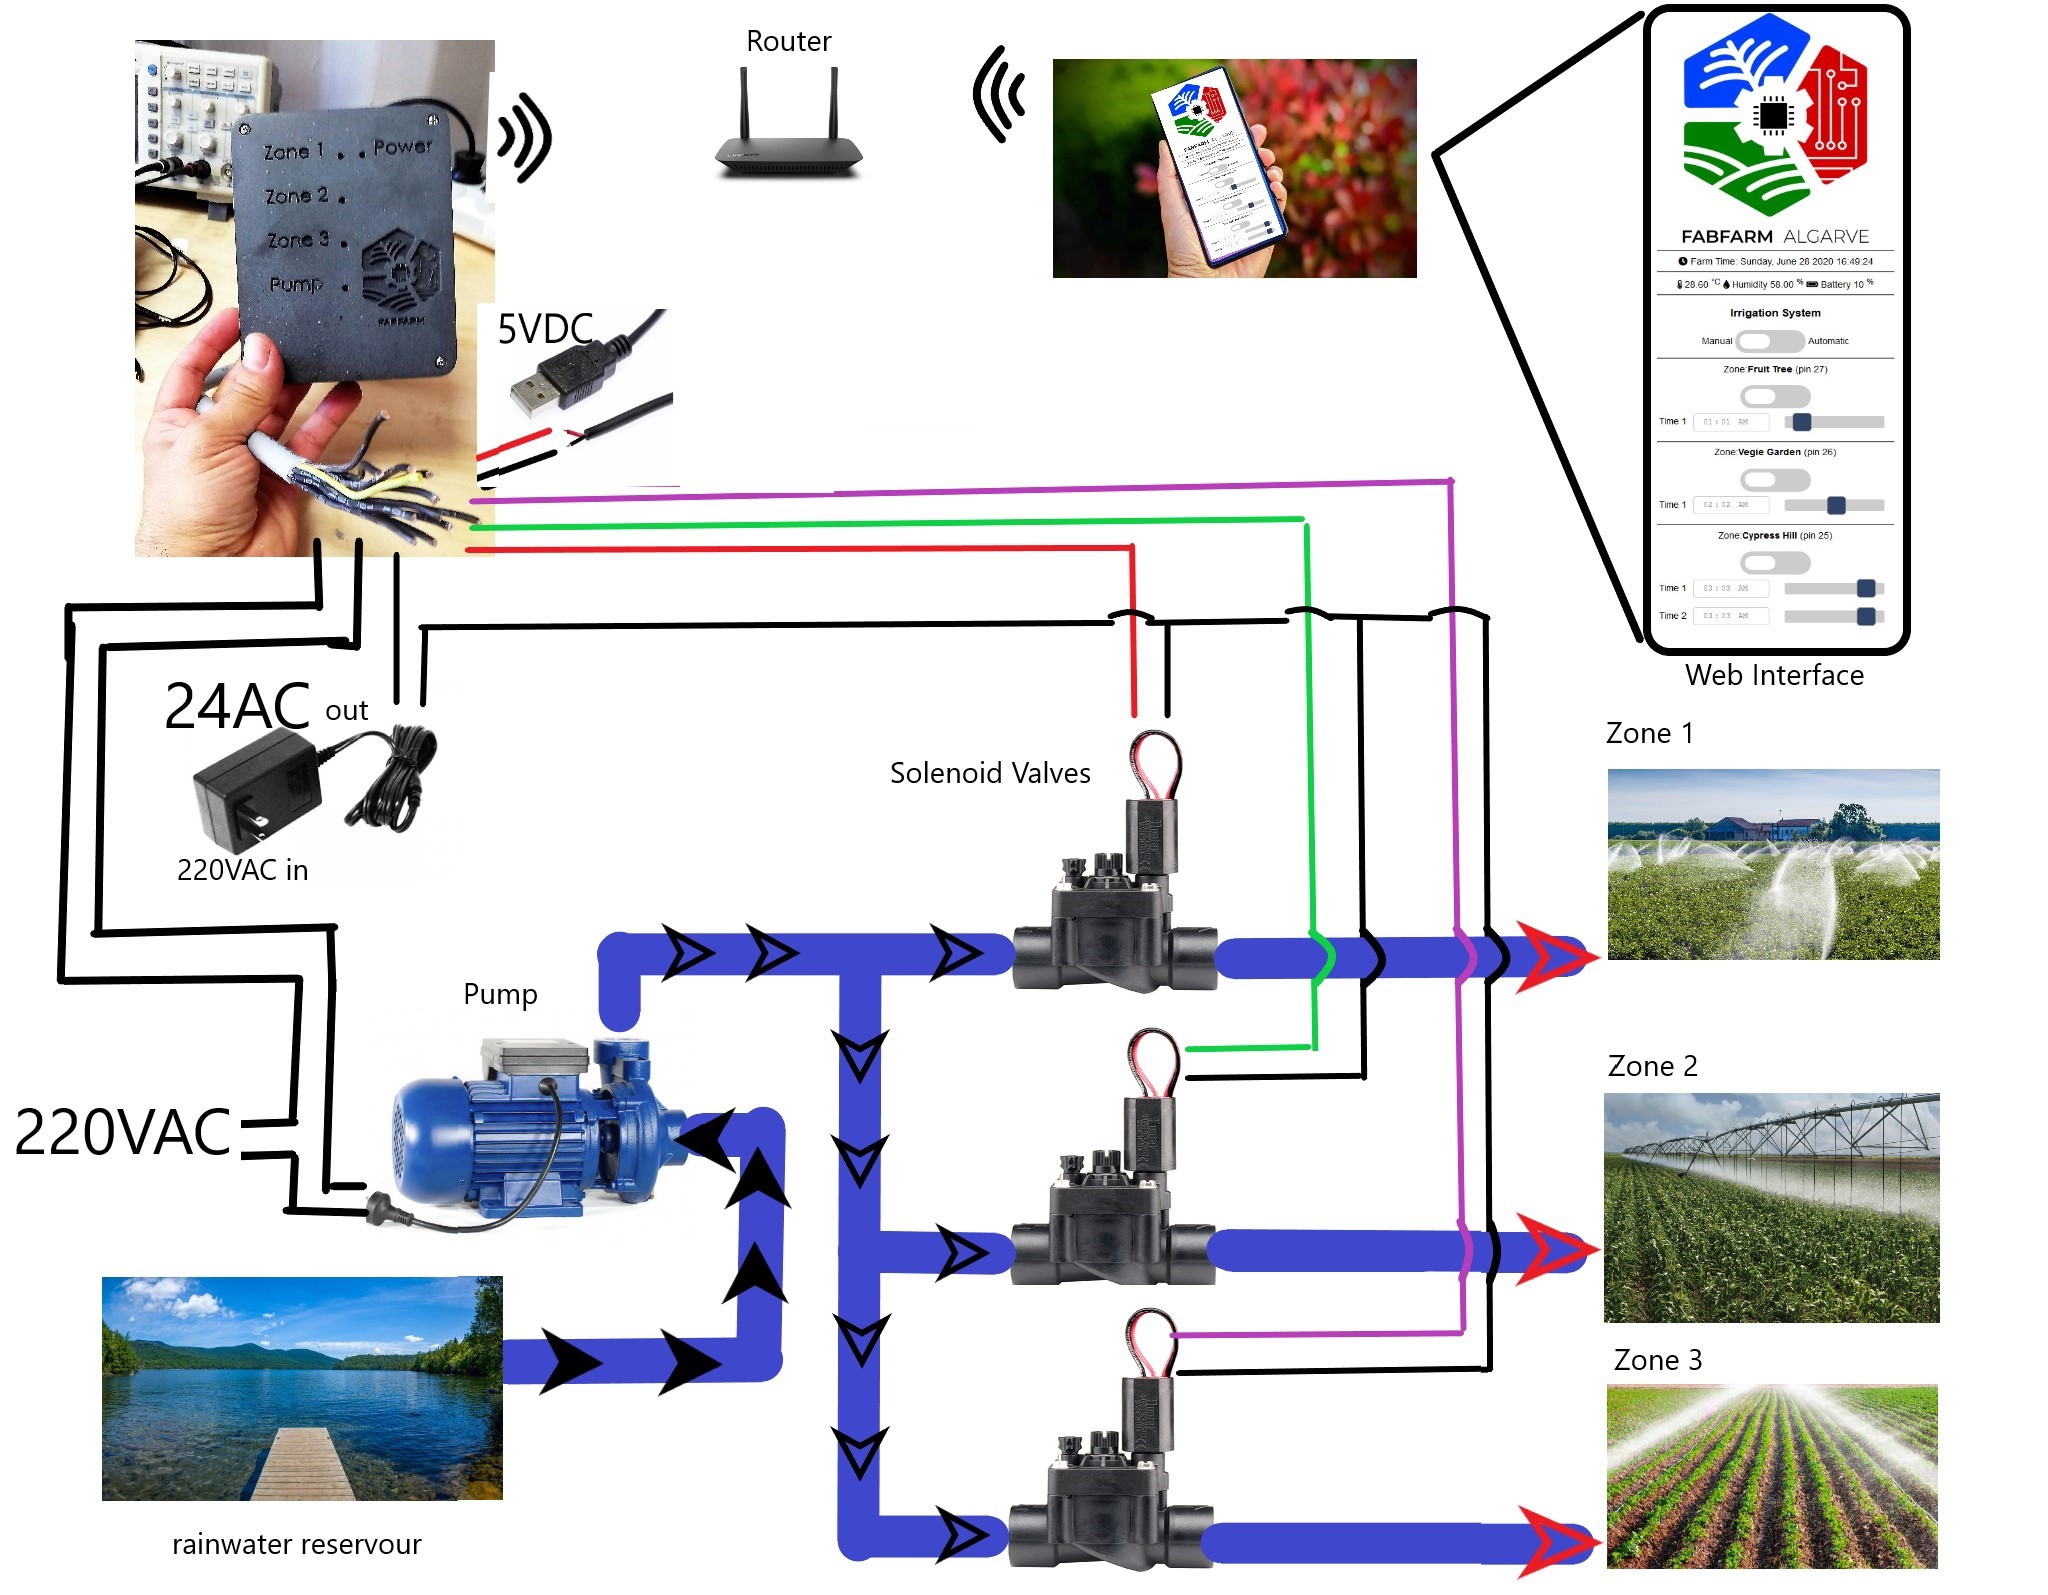 Router
Zone 1
Power
Zone 2
Zone 3
Pump
FABFARM
5VDC
FABFARM ALGARVE
Farm Time: Sunday, June 28 2020 16:49:24
28.60 °C Humidity 58.00 % Battery 10 %
Irrigation System
Manual Automatic
Zone:Fruit Tree (pin 27)
Time 1 01:01 AM
Zone:Vegie Garden (pin 26)
Time 1 02:02 AM
Zone:Cypress Hill (pin 25)
Time 1 03:03 AM
Time 2 03:03 AM
Web Interface
24AC out
220VAC in
Solenoid Valves
Zone 1
Pump
220VAC
Zone 2
Zone 3
rainwater reservour